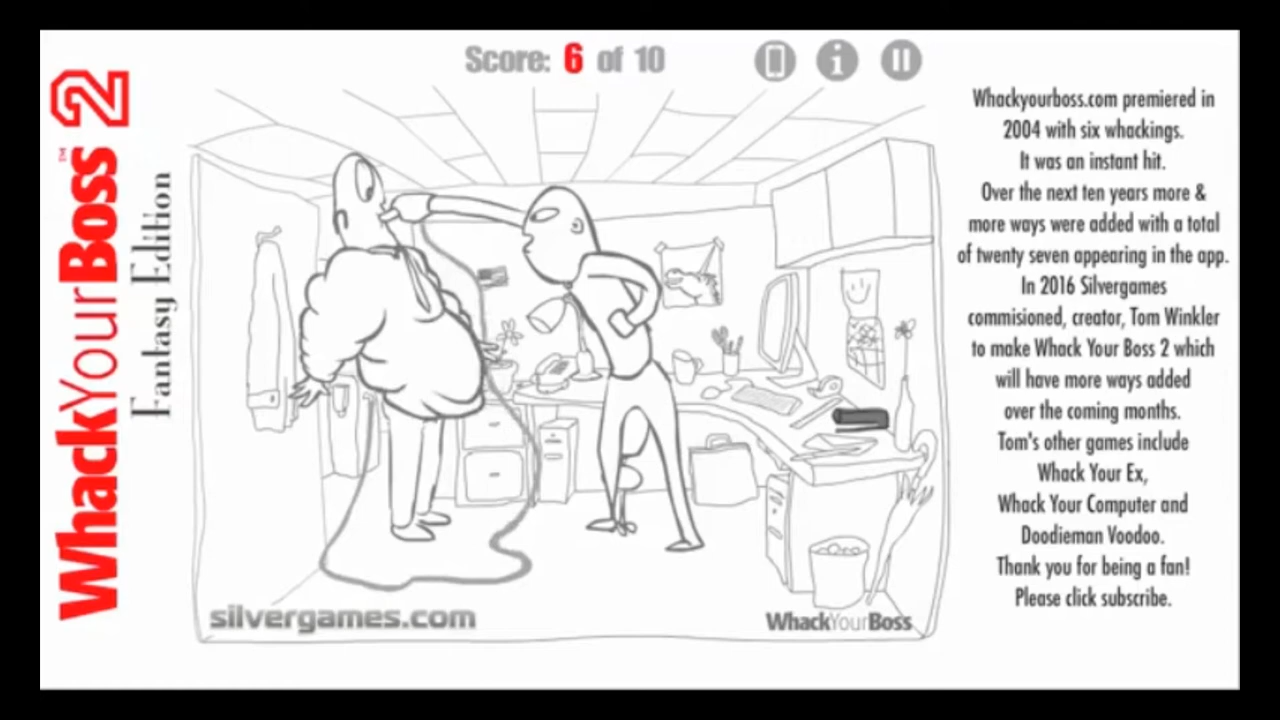 Score: 6 of 10
WhackYourBoss 2
TM
Fantasy Edition
Whackyourboss.com premiered in
2004 with six whackings.
It was an instant hit.
Over the next ten years more &
more ways were added with a total
of twenty seven appearing in the app.
In 2016 Silvergames
commisioned, creator, Tom Winkler
to make Whack Your Boss 2 which
will have more ways added
over the coming months.
Tom's other games include
Whack Your Ex,
Whack Your Computer and
Doodieman Voodoo.
Thank you for being a fan!
Please click subscribe.
silvergames.com
WhackYourBoss